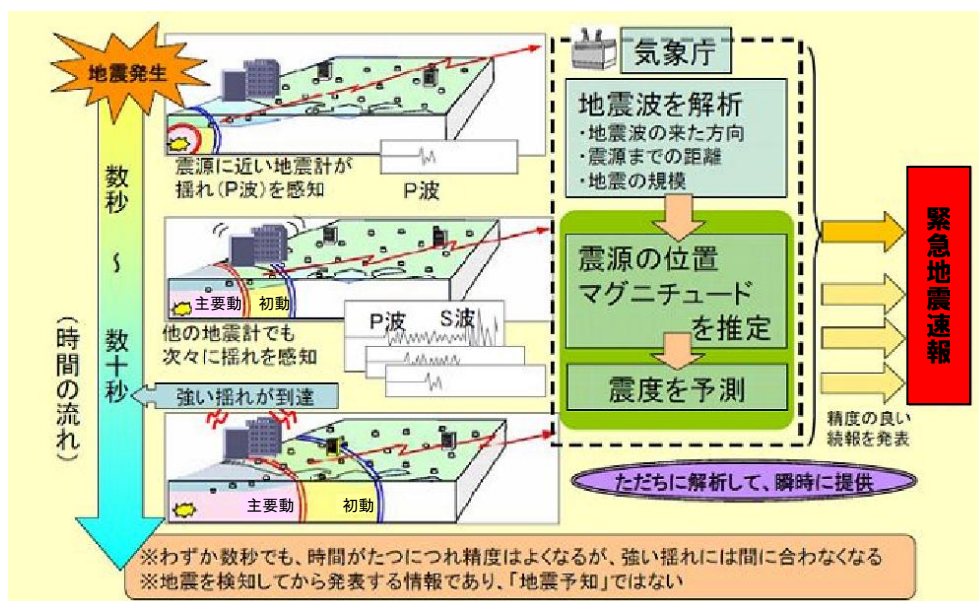 地震発生
数秒
～
数十秒
(時間の流れ)
震源に近い地震計が
揺れ(P波)を感知
P波
主要動
初動
他の地震計でも
次々に揺れを感知
P波
S波
強い揺れが到達
主要動
初動
気象庁
地震波を解析
・地震波の来た方向
・震源までの距離
・地震の規模
震源の位置
マグニチュード
を推定
震度を予測
緊急地震速報
精度の良い
続報を発表
ただちに解析して、瞬時に提供
※わずか数秒でも、時間がたつにつれ精度はよくなるが、強い揺れには間に合わなくなる
※地震を検知してから発表する情報であり、「地震予知」ではない